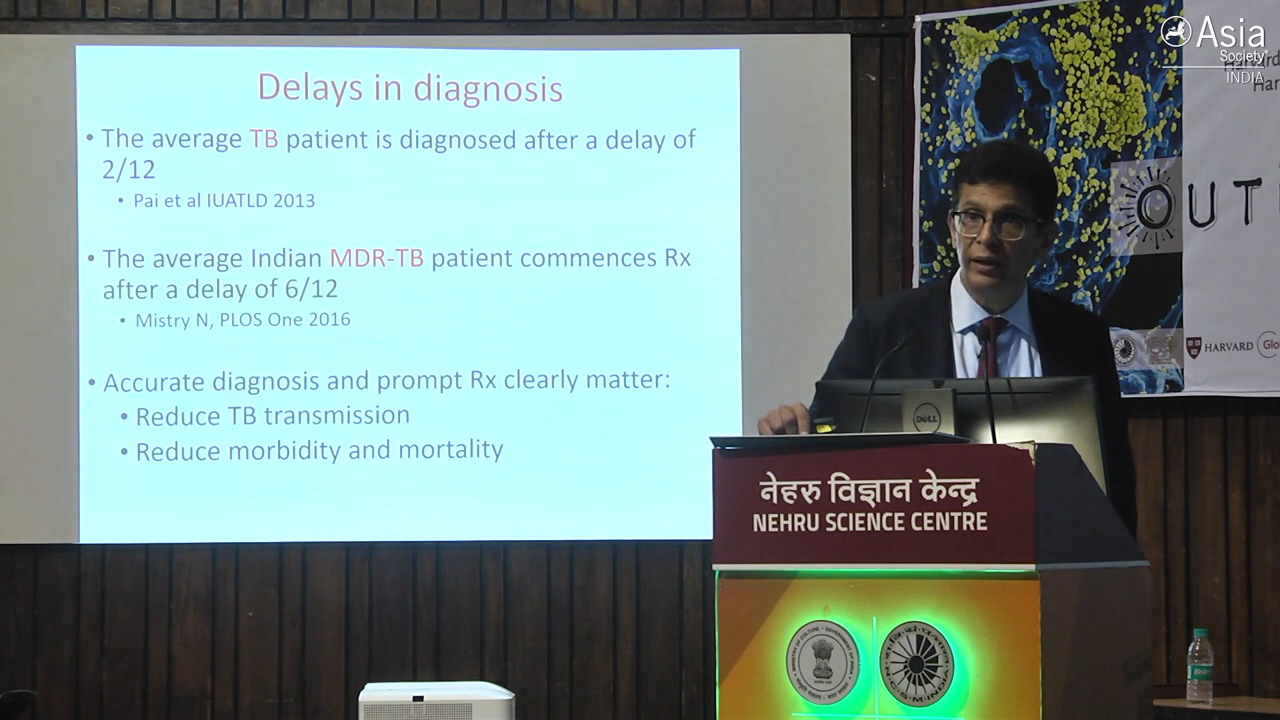 Delays in diagnosis
• The average TB patient is diagnosed after a delay of
2/12
• Pai et al IUATLD 2013
• The average Indian MDR-TB patient commences Rx
after a delay of 6/12
• Mistry N, PLOS One 2016
• Accurate diagnosis and prompt Rx clearly matter:
• Reduce TB transmission
• Reduce morbidity and mortality
Asia
Society
INDIA
Harvard
Har
OUT
HARVARD
Glo
DELL
नेहरु विज्ञान केन्द्र
NEHRU SCIENCE CENTRE